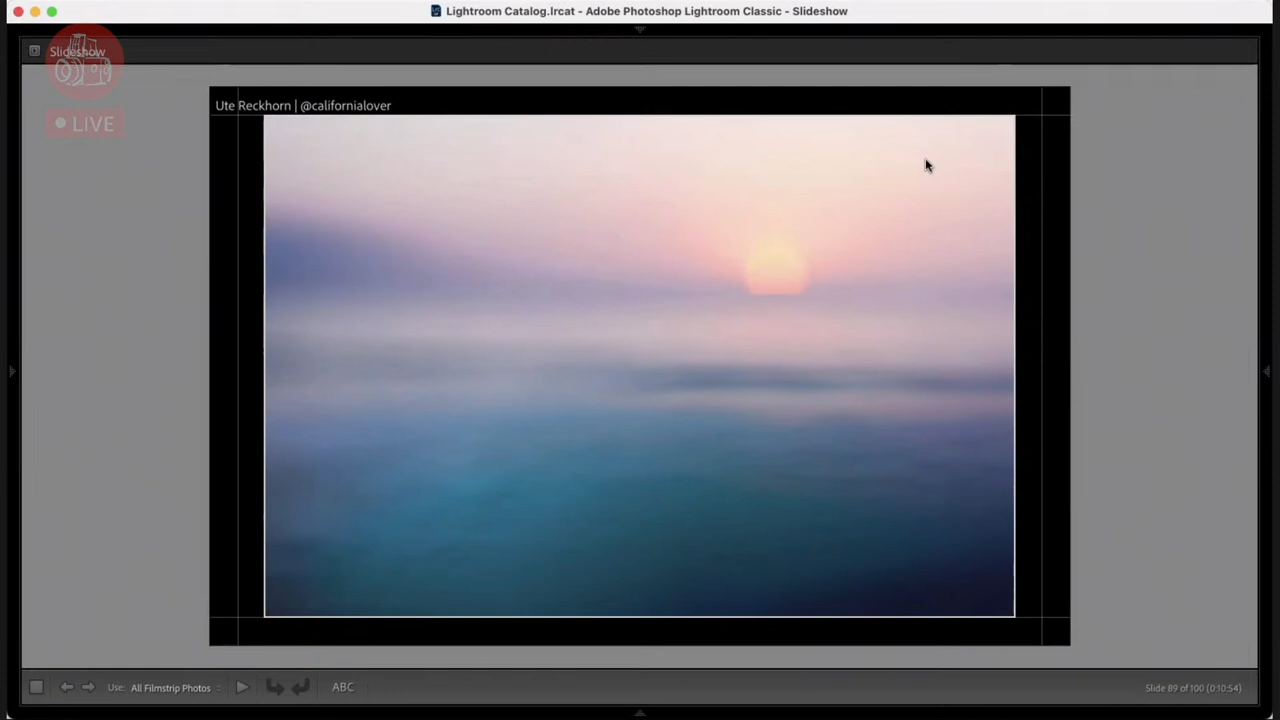 Lightroom Catalog.lrcat - Adobe Photoshop Lightroom Classic - Slideshow
Slideshow
LIVE
Ute Reckhorn | @californialover
Use: All Filmstrip Photos
ABC
Slide 89 of 100 (0:10:54)